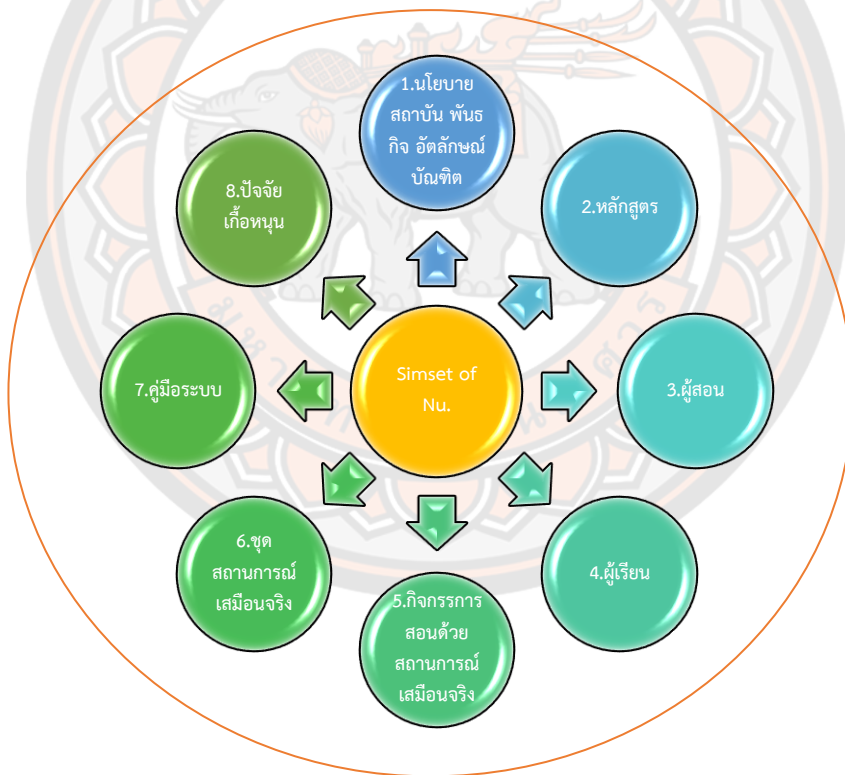 1.นโยบาย
สถาบัน พันธ
กิจ อัตลักษณ์
บัณฑิต
2.หลักสูตร
3.ผู้สอน
4.ผู้เรียน
5.กิจกรรการ
สอนด้วย
สถานการณ์
เสมือนจริง
6.ชุด
สถานการณ์
เสมือนจริง
7.คู่มือระบบ
8.ปัจจัย
เกื้อหนุน
Simset of
Nu.